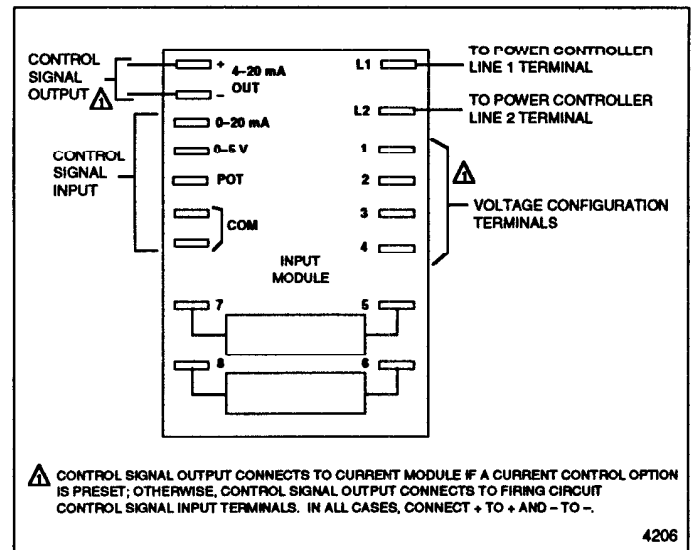 CONTROL
SIGNAL
OUTPUT 1
+ 4–20 mA
– OUT
0–20 mA
0–5 V
POT
COM
CONTROL
SIGNAL
INPUT
INPUT
MODULE
L1
TO POWER CONTROLLER
LINE 1 TERMINAL
L2
TO POWER CONTROLLER
LINE 2 TERMINAL
1
2
3
4
1
VOLTAGE CONFIGURATION
TERMINALS
7
5
8
6
1 CONTROL SIGNAL OUTPUT CONNECTS TO CURRENT MODULE IF A CURRENT CONTROL OPTION
IS PRESET; OTHERWISE, CONTROL SIGNAL OUTPUT CONNECTS TO FIRING CIRCUIT
CONTROL SIGNAL INPUT TERMINALS. IN ALL CASES, CONNECT + TO + AND – TO –.
4206